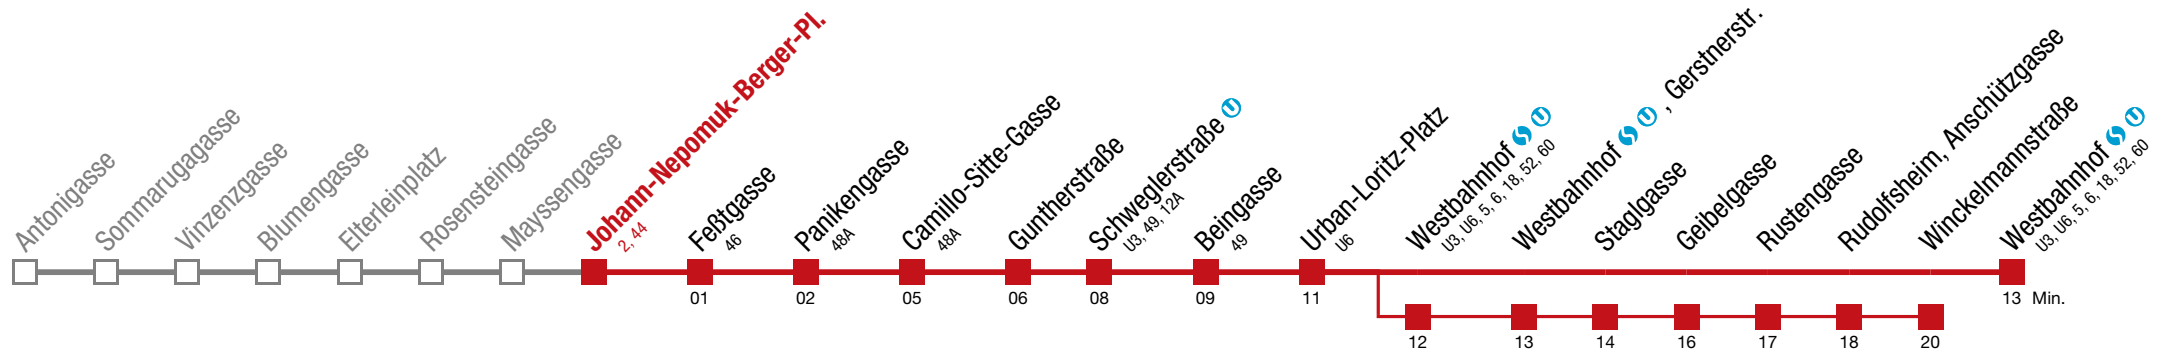 Antonigasse
Sommarugagasse
Vinzenzgasse
Blumengasse
Elterleinplatz
Rosensteingasse
Mayssengasse
Johann-Nepomuk-Berger-Pl.
2, 44
Feßtgasse
46
Panikengasse
48A
Camillo-Sitte-Gasse
48A
Guntherstraße
Schweglerstraße U
U3, 49, 12A
Beingasse
49
Urban-Loritz-Platz
U6
Westbahnhof S U
U3, U6, 5, 6, 18, 52, 60
Westbahnhof S U , Gerstnerstr.
Staglgasse
Geibelgasse
Rustengasse
Rudolfsheim, Anschützgasse
Winckelmannstraße
Westbahnhof S U
U3, U6, 5, 6, 18, 52, 60
01 02 05 06 08 09 11 13 Min.
12 13 14 16 17 18 20